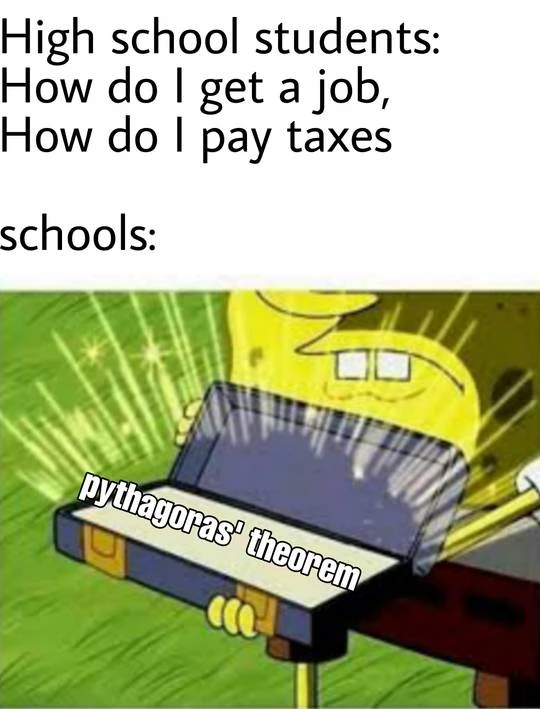 High school students:
How do I get a job,
How do I pay taxes
schools:
pythagoras' theorem